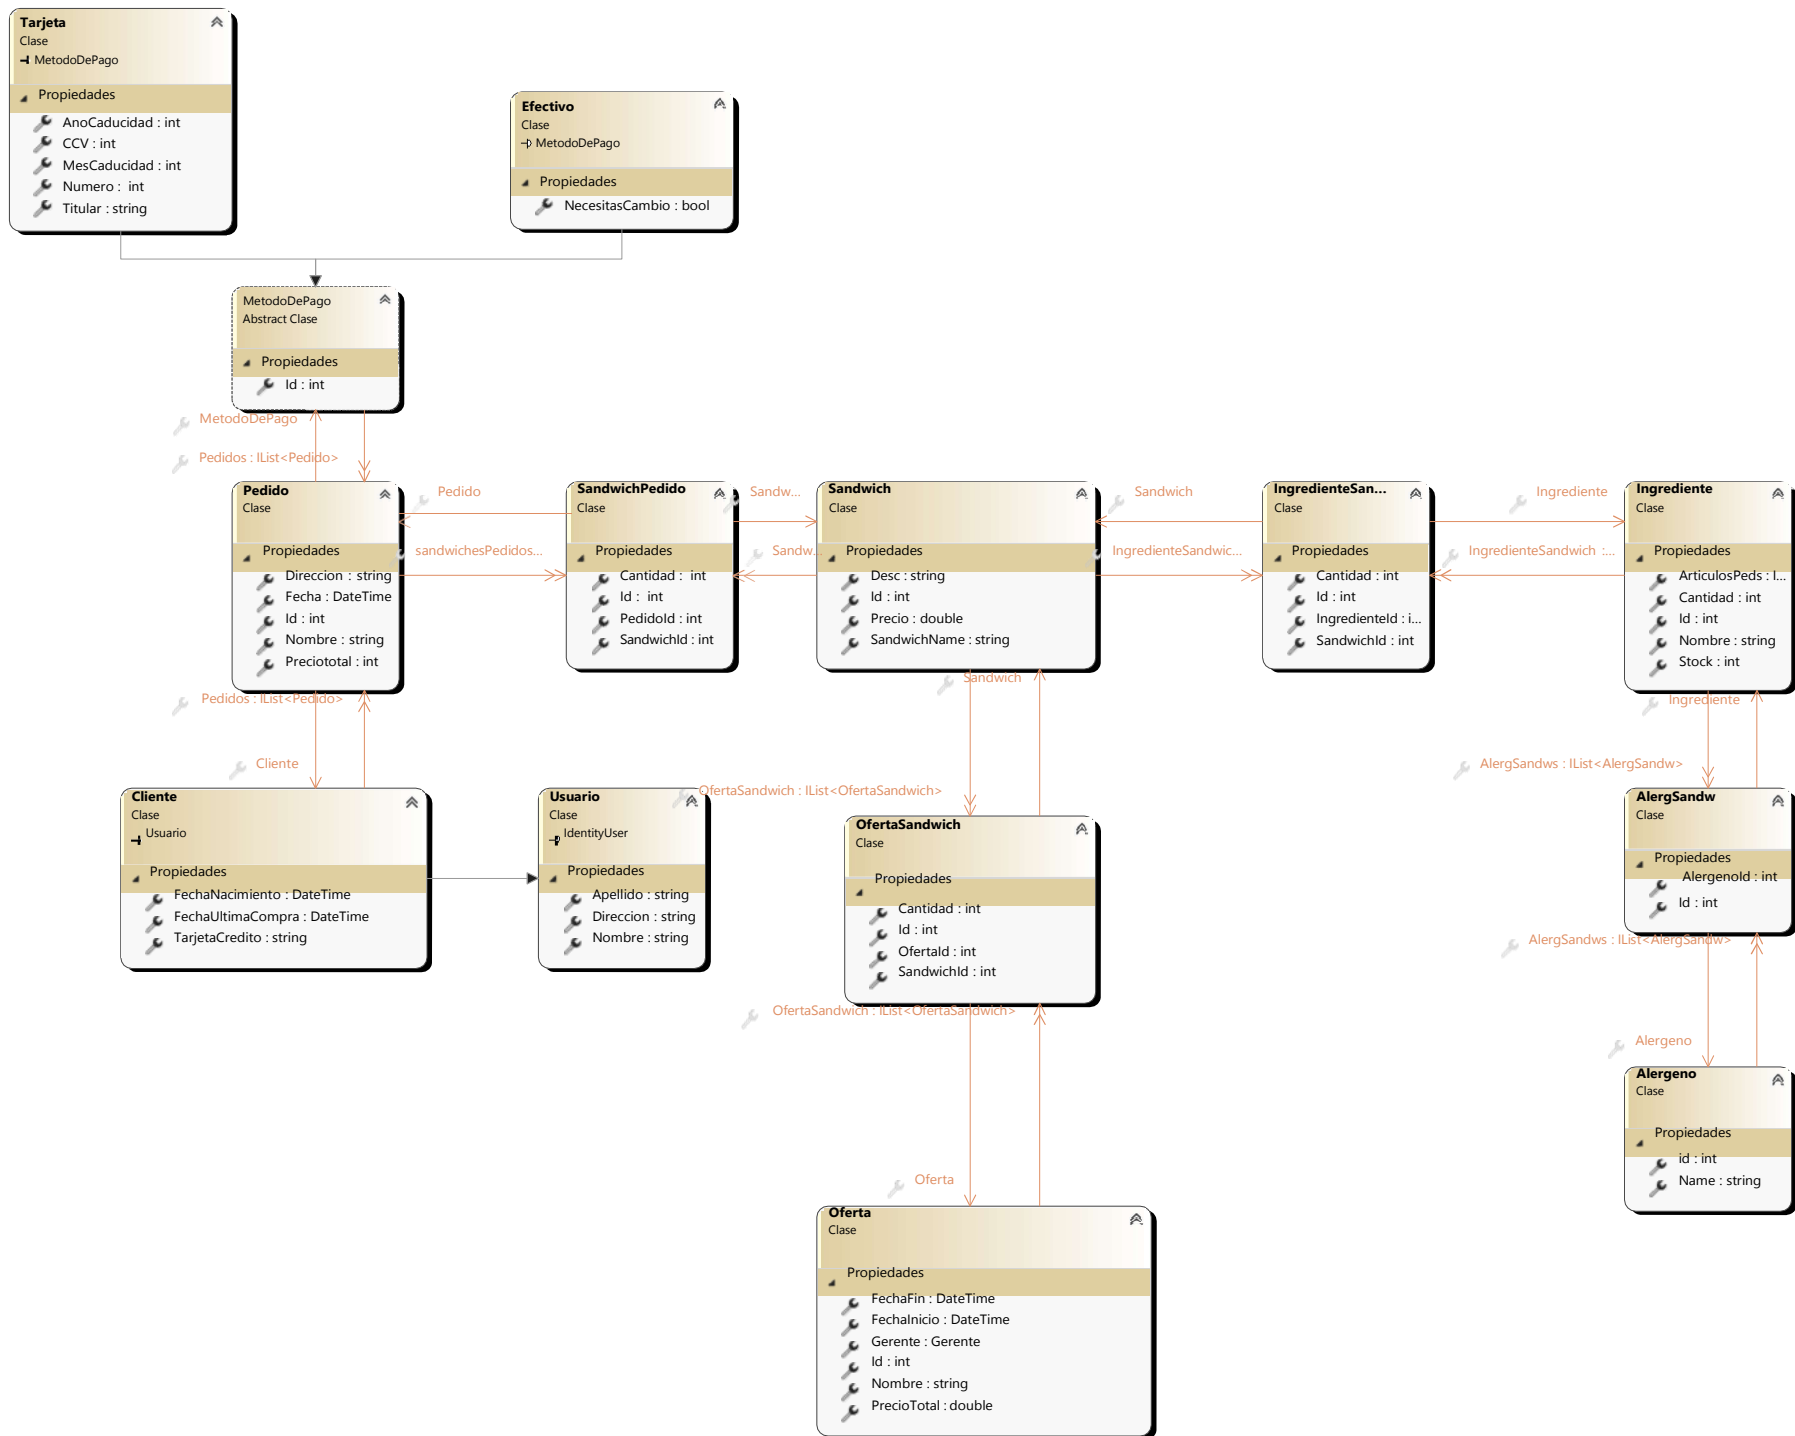 Tarjeta
Clase
MetodoDePago
Propiedades
AnoCaducidad : int
CCV : int
MesCaducidad : int
Numero : int
Titular : string
Efectivo
Clase
MetodoDePago
Propiedades
NecesitasCambio : bool
MetodoDePago
Abstract Clase
Propiedades
Id : int
MetodoDePago
Pedidos : IList<Pedido>
Pedido
Clase
Propiedades
Direccion : string
Fecha : DateTime
Id : int
Nombre : string
Preciototal : int
Pedido
sandwichesPedidos...
SandwichPedido
Clase
Propiedades
Cantidad : int
Id : int
PedidoId : int
SandwichId : int
Sandw...
Sandw...
Sandwich
Clase
Propiedades
Desc : string
Id : int
Precio : double
SandwichName : string
Sandwich
IngredienteSandwic...
IngredienteSan...
Clase
Propiedades
Cantidad : int
Id : int
IngredienteId : i...
SandwichId : int
Ingrediente
IngredienteSandwich :...
Ingrediente
Clase
Propiedades
ArticulosPeds : I...
Cantidad : int
Id : int
Nombre : string
Stock : int
Pedidos : IList<Pedido>
Cliente
Cliente
Clase
Usuario
Propiedades
FechaNacimiento : DateTime
FechaUltimaCompra : DateTime
TarjetaCredito : string
Usuario
Clase
IdentityUser
Propiedades
Apellido : string
Direccion : string
Nombre : string
Sandwich
OfertaSandwich : IList<OfertaSandwich>
OfertaSandwich
Clase
Propiedades
Cantidad : int
Id : int
OfertaId : int
SandwichId : int
OfertaSandwich : IList<OfertaSandwich>
Oferta
Oferta
Clase
Propiedades
FechaFin : DateTime
FechaInicio : DateTime
Gerente : Gerente
Id : int
Nombre : string
PrecioTotal : double
Ingrediente
AlergSandws : IList<AlergSandw>
AlergSandw
Clase
Propiedades
AlergenoId : int
Id : int
AlergSandws : IList<AlergSandw>
Alergeno
Alergeno
Clase
Propiedades
id : int
Name : string